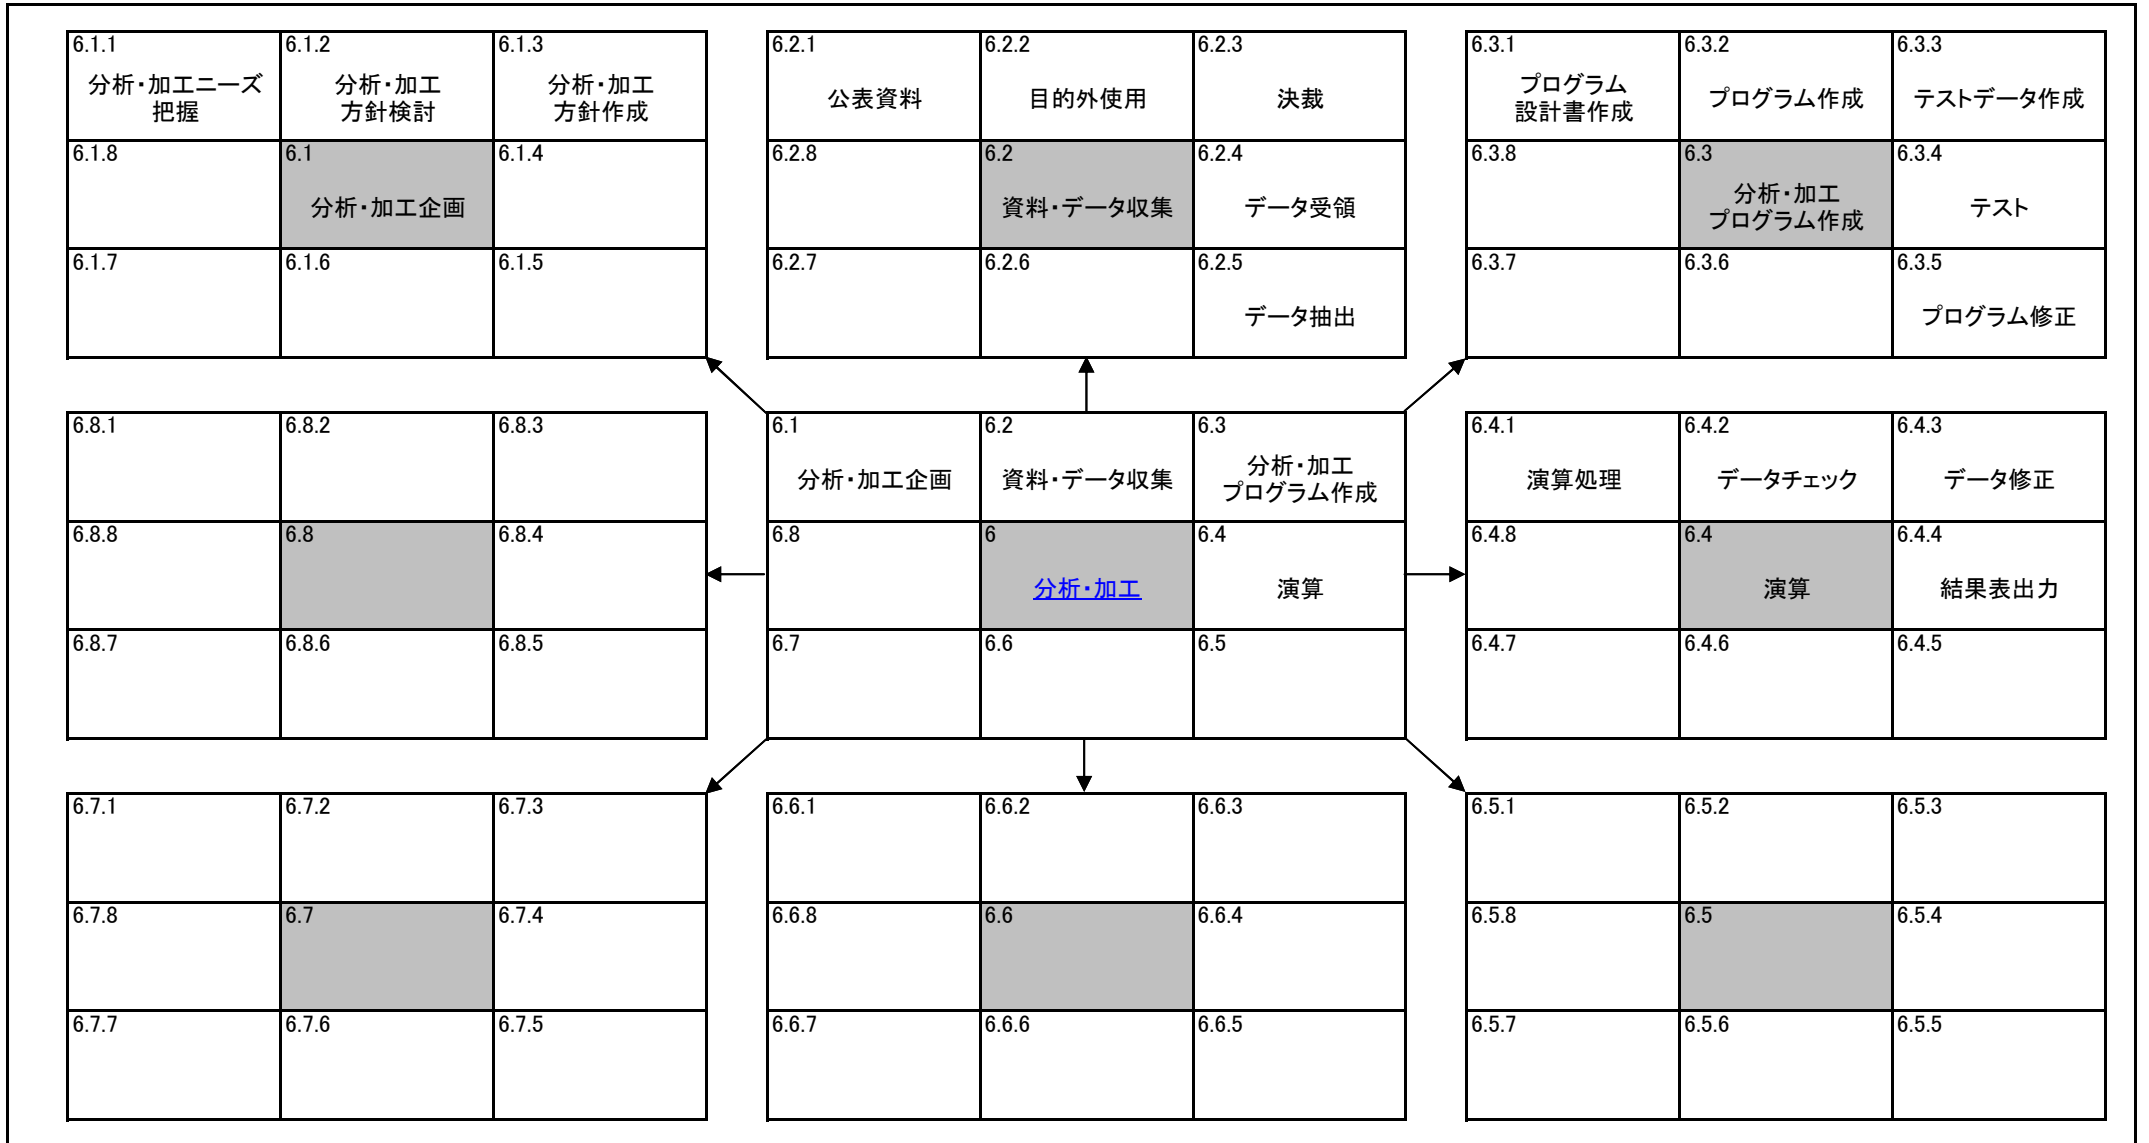 6.1.1
分析・加工ニーズ
把握
6.1.2
分析・加工
方針検討
6.1.3
分析・加工
方針作成
6.1.8
6.1
分析・加工企画
6.1.4
6.1.7
6.1.6
6.1.5
6.2.1
公表資料
6.2.2
目的外使用
6.2.3
決裁
6.2.8
6.2
資料・データ収集
6.2.4
データ受領
6.2.7
6.2.6
6.2.5
データ抽出
6.3.1
プログラム
設計書作成
6.3.2
プログラム作成
6.3.3
テストデータ作成
6.3.8
6.3
分析・加工
プログラム作成
6.3.4
テスト
6.3.7
6.3.6
6.3.5
プログラム修正
6.8.1
6.8.2
6.8.3
6.8.8
6.8
6.8.4
6.8.7
6.8.6
6.8.5
6.1
分析・加工企画
6.2
資料・データ収集
6.3
分析・加工
プログラム作成
6.8
6
分析・加工
6.4
演算
6.7
6.6
6.5
6.4.1
演算処理
6.4.2
データチェック
6.4.3
データ修正
6.4.8
6.4
演算
6.4.4
結果表出力
6.4.7
6.4.6
6.4.5
6.7.1
6.7.2
6.7.3
6.7.8
6.7
6.7.4
6.7.7
6.7.6
6.7.5
6.6.1
6.6.2
6.6.3
6.6.8
6.6
6.6.4
6.6.7
6.6.6
6.6.5
6.5.1
6.5.2
6.5.3
6.5.8
6.5
6.5.4
6.5.7
6.5.6
6.5.5